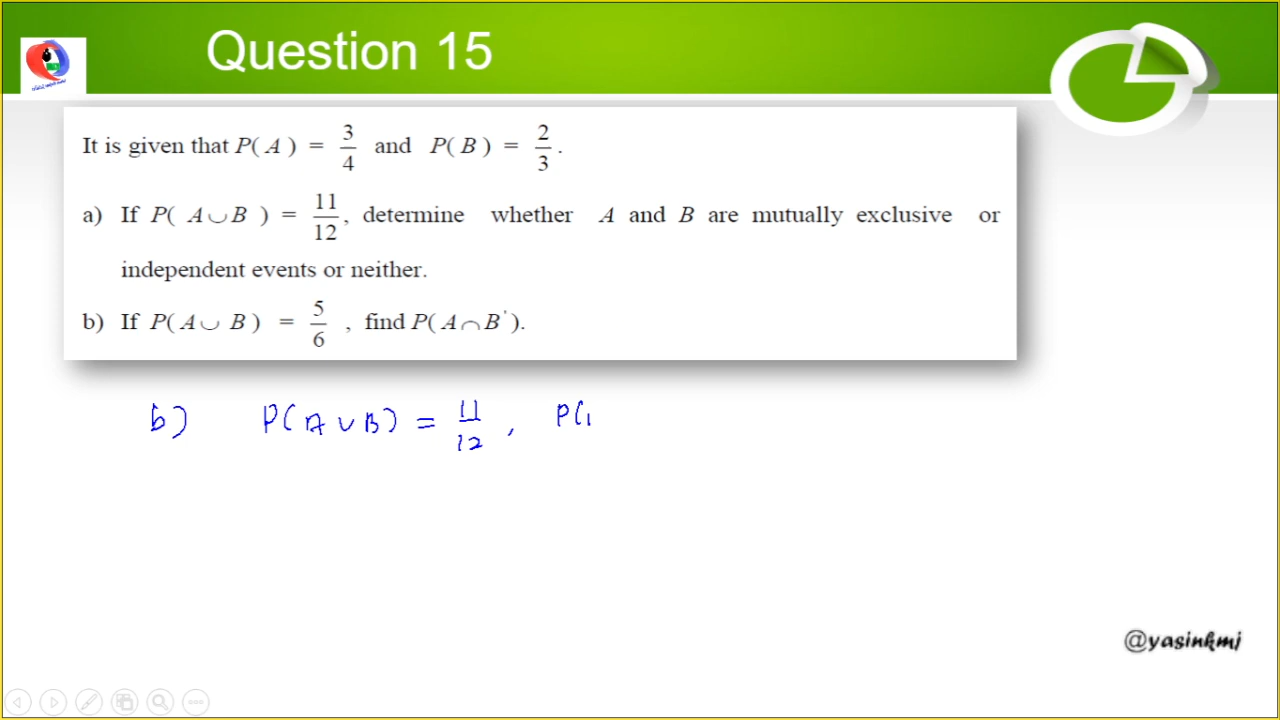 Question 15
It is given that P( A ) = 3/4 and P( B ) = 2/3.
a) If P( A ∪ B ) = 11/12, determine whether A and B are mutually exclusive or
independent events or neither.
b) If P( A ∪ B ) = 5/6 , find P( A ∩ B' ).
b) P(A ∪ B) = 11/12 , P(
@yasinkmj